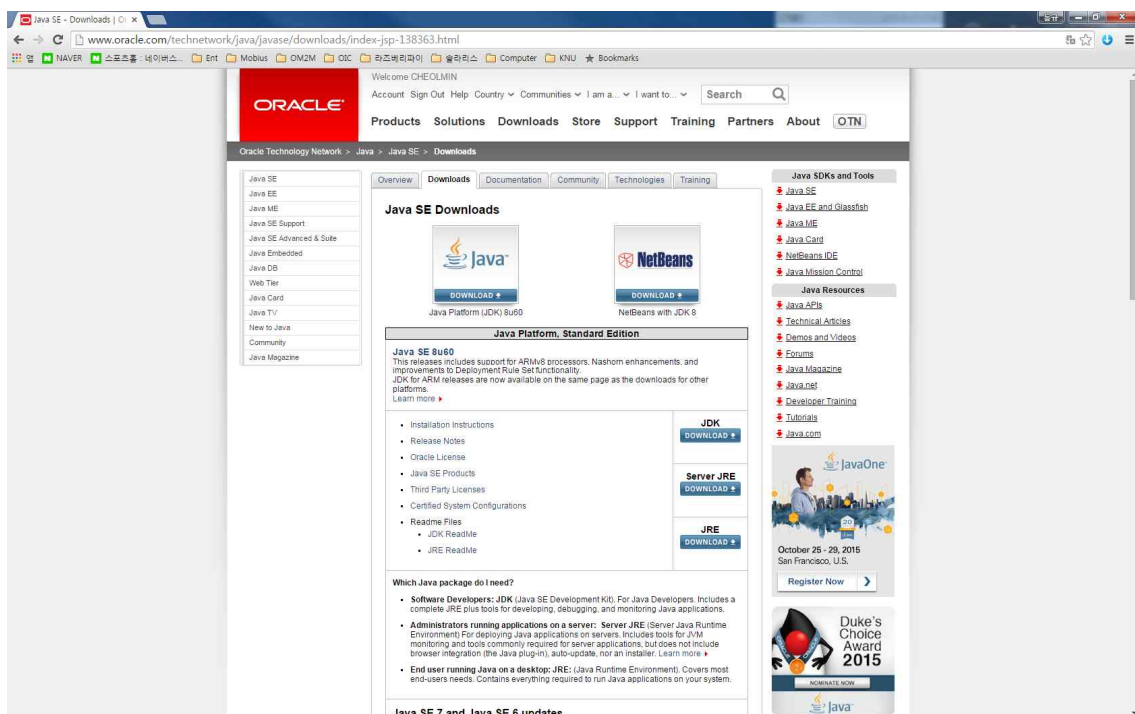 Java SE - Downloads | O
www.oracle.com/technetwork/java/javase/downloads/index-jsp-138363.html
앱 NAVER 스포츠홈 : 네이버스... Ent Mobius OM2M OIC 라즈베리파이 솔라리스 Computer KNU Bookmarks
Welcome CHEOLMIN
Account Sign Out Help Country Communities I am a... I want to... Search
ORACLE
Products Solutions Downloads Store Support Training Partners About OTN
Oracle Technology Network > Java > Java SE > Downloads
Java SE
Java EE
Java ME
Java SE Support
Java SE Advanced & Suite
Java Embedded
Java DB
Web Tier
Java Card
Java TV
New to Java
Community
Java Magazine
Overview Downloads Documentation Community Technologies Training
Java SE Downloads
Java
DOWNLOAD
Java Platform (JDK) 8u60
NetBeans
DOWNLOAD
NetBeans with JDK 8
Java Platform, Standard Edition
Java SE 8u60
This releases includes support for ARMv8 processors. Nashorn enhancements, and
improvements to Deployment Rule Set functionality.
JDK for ARM releases are now available on the same page as the downloads for other
platforms.
Learn more
• Installation Instructions
• Release Notes
• Oracle License
• Java SE Products
• Third Party Licenses
• Certified System Configurations
• Readme Files
• JDK ReadMe
• JRE ReadMe
JDK
DOWNLOAD
Server JRE
DOWNLOAD
JRE
DOWNLOAD
Which Java package do I need?
• Software Developers: JDK (Java SE Development Kit). For Java Developers. Includes a
complete JRE plus tools for developing, debugging, and monitoring Java applications.
• Administrators running applications on a server: Server JRE (Server Java Runtime
Environment) For deploying Java applications on servers. Includes tools for JVM
monitoring and tools commonly required for server applications, but does not include
browser integration (the Java plug-in), auto-update, nor an installer. Learn more
• End user running Java on a desktop: JRE: (Java Runtime Environment). Covers most
end-users needs. Contains everything required to run Java applications on your system.
Java SE 7 and Java SE 6 updates
Java SDKs and Tools
Java SE
Java EE and Glassfish
Java ME
Java Card
NetBeans IDE
Java Mission Control
Java Resources
Java APIs
Technical Articles
Demos and Videos
Forums
Java Magazine
Java.net
Developer Training
Tutorials
Java.com
JavaOne
20
October 25 - 29, 2015
San Francisco, U.S.
Register Now
Duke's
Choice
Award
2015
NOMINATE NOW
Java